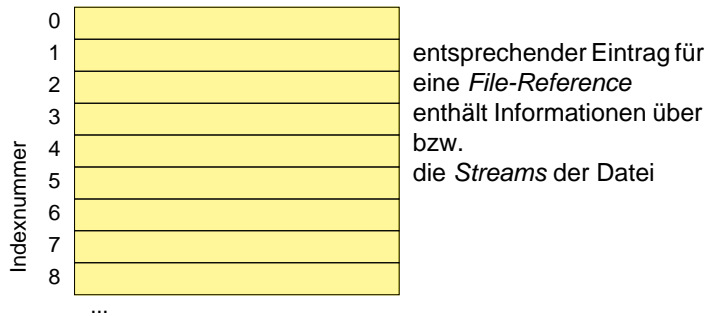 Indexnummer
0
1
2
3
4
5
6
7
8
...
entsprechender Eintrag für
eine File-Reference
enthält Informationen über
bzw.
die Streams der Datei